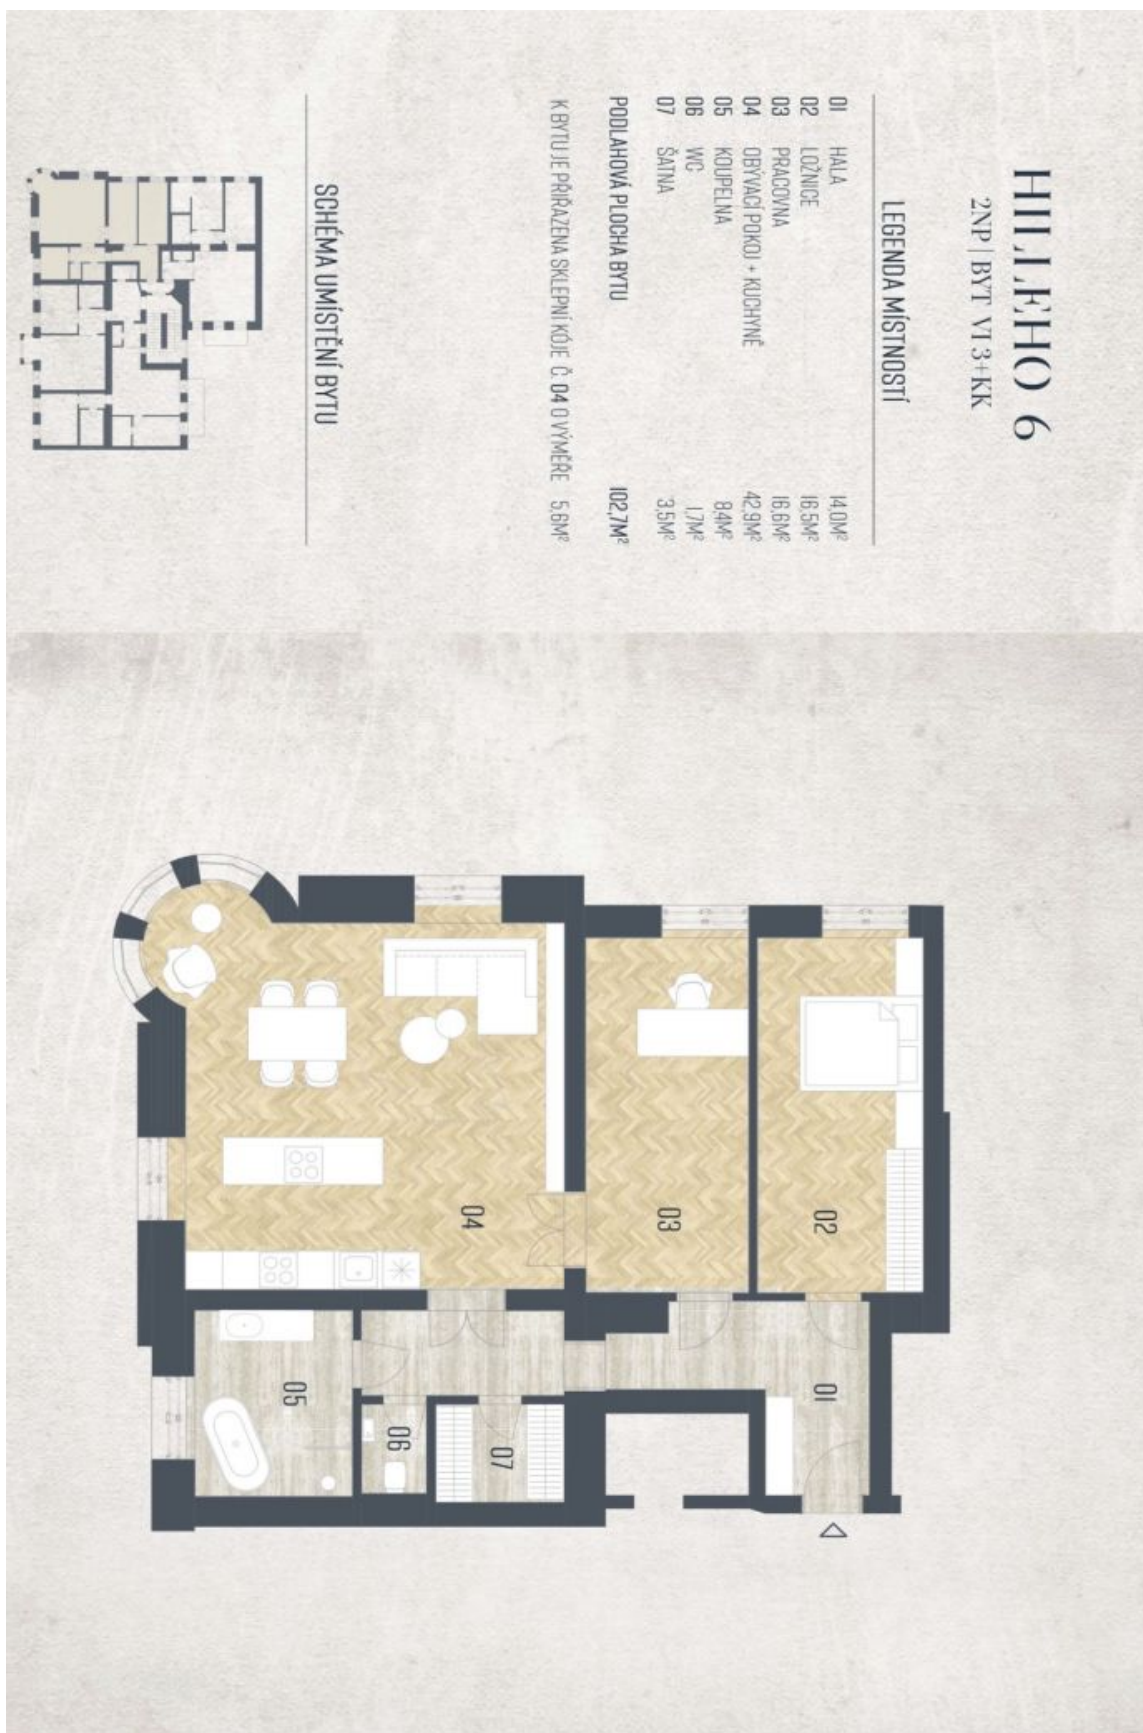 HILLEHO 6
2NP | BYT VI 3+KK
LEGENDA MÍSTNOSTÍ
01 HALA 14,0M²
02 LOŽNICE 16,5M²
03 PRACOVNA 16,6M²
04 OBÝVACÍ POKOJ + KUCHYNĚ 42,9M²
05 KOUPELNA 8,4M²
06 WC 1,7M²
07 ŠATNA 3,5M²
PODLAHOVÁ PLOCHA BYTU 102,7M²
K BYTU JE PŘIŘAZENA SKLEPNÍ KÓJE Č. 04 O VÝMĚŘE 5,6M²
SCHÉMA UMÍSTĚNÍ BYTU
02
03
04
01
05
06
07